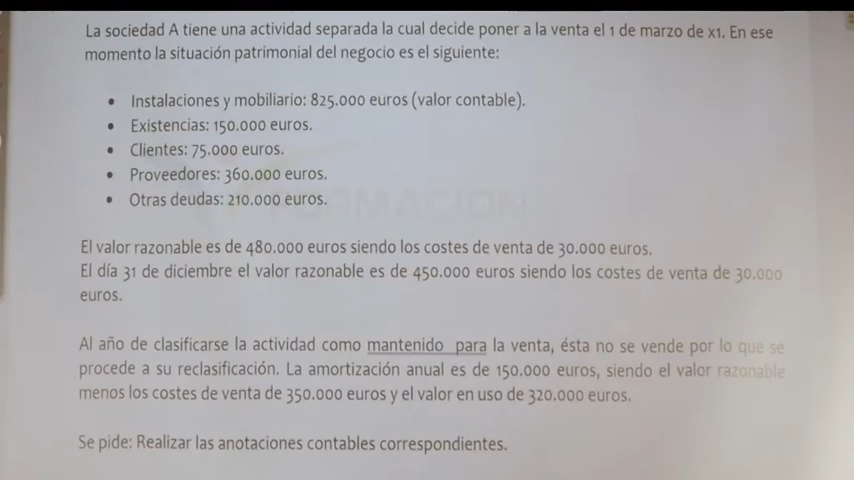 La sociedad A tiene una actividad separada la cual decide poner a la venta el 1 de marzo de x1. En ese
momento la situación patrimonial del negocio es el siguiente:
• Instalaciones y mobiliario: 825.000 euros (valor contable).
• Existencias: 150.000 euros.
• Clientes: 75.000 euros.
• Proveedores: 360.000 euros.
• Otras deudas: 210.000 euros.
FORMACIÓN
El valor razonable es de 480.000 euros siendo los costes de venta de 30.000 euros.
El día 31 de diciembre el valor razonable es de 450.000 euros siendo los costes de venta de 30.000
euros.
Al año de clasificarse la actividad como mantenido para la venta, ésta no se vende por lo que se
procede a su reclasificación. La amortización anual es de 150.000 euros, siendo el valor razonable
menos los costes de venta de 350.000 euros y el valor en uso de 320.000 euros.
Se pide: Realizar las anotaciones contables correspondientes.